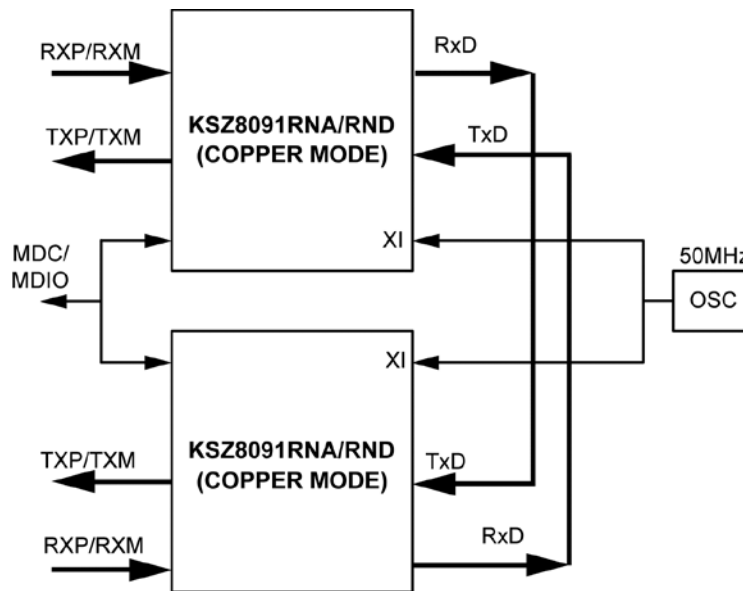 RXP/RXM
RxD
KSZ8091RNA/RND
(COPPER MODE)
TXP/TXM
TxD
XI
MDC/
MDIO
50MHz
OSC
XI
KSZ8091RNA/RND
(COPPER MODE)
TXP/TXM
TxD
RXP/RXM
RxD